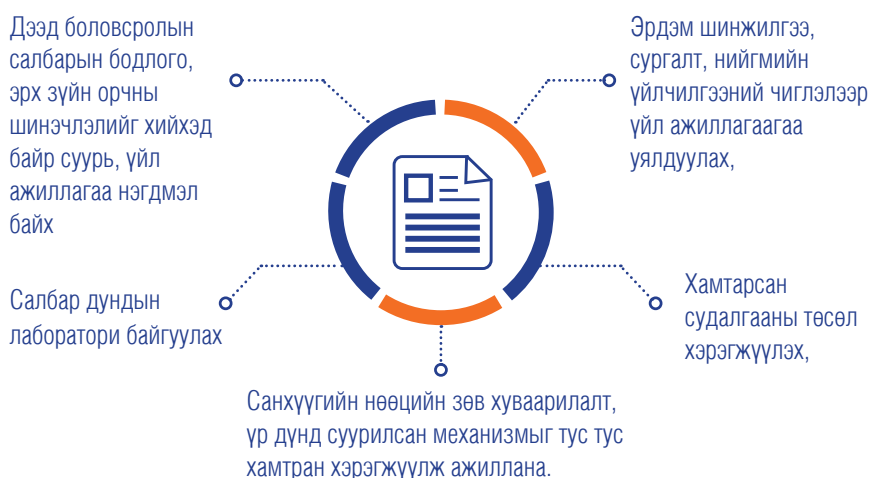 Дээд боловсролын
салбарын бодлого,
эрх зүйн орчны
шинэчлэлийг хийхэд
байр суурь, үйл
ажиллагаа нэгдмэл
байх
Эрдэм шинжилгээ,
сургалт, нийгмийн
үйлчилгээний чиглэлээр
үйл ажиллагаагаа
уялдуулах,
Салбар дундын
лаборатори байгуулах
Хамтарсан
судалгааны төсөл
хэрэгжүүлэх,
Санхүүгийн нөөцийн зөв хуваарилалт,
үр дүнд суурилсан механизмыг тус тус
хамтран хэрэгжүүлж ажиллана.